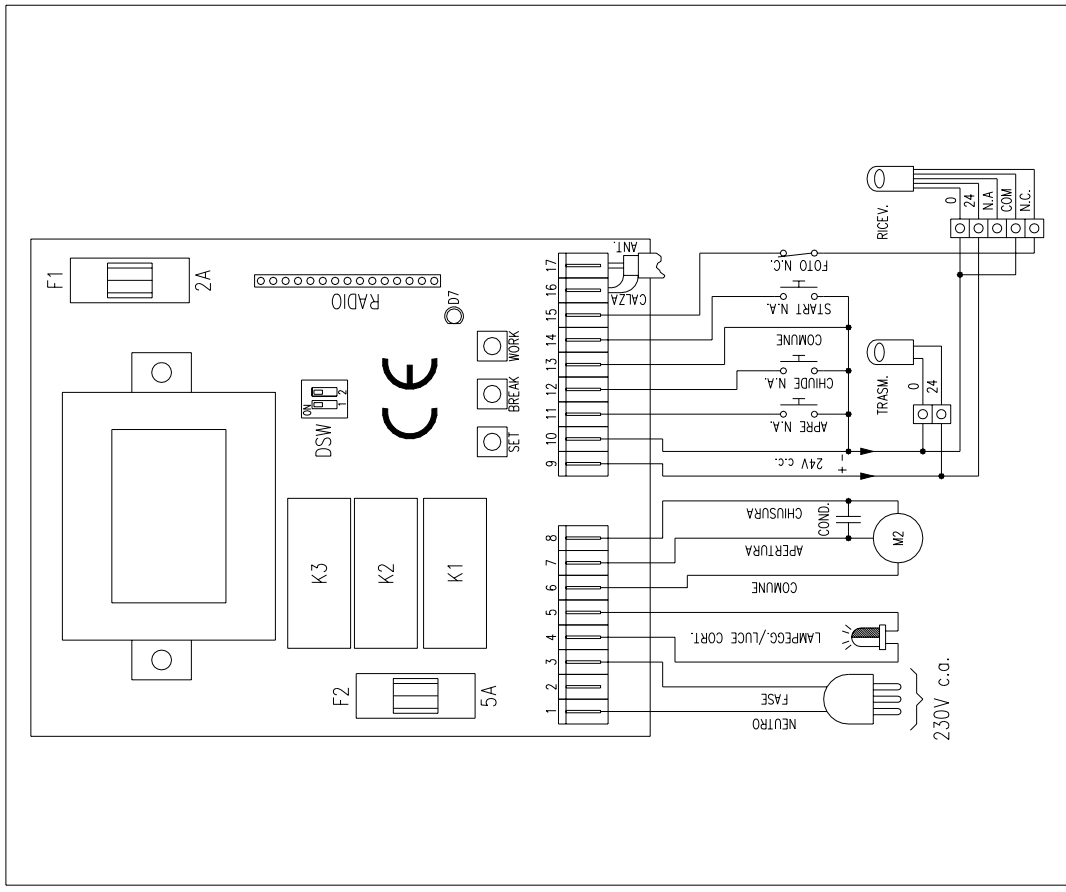 F1
2A
RADIO
D7
DSW
ON
1
2
CE
WORK
BREAK
SET
K3
K2
K1
F2
5A
17
16
15
14
13
12
11
10
9
8
7
6
5
4
3
2
1
ANT.
CALZA
FOTO N.C.
START N.A.
COMUNE
CHIUDE N.A.
APRE N.A.
24V c.c.
-
+
RICEV.
0
24
N.A
COM
N.C.
TRASM.
0
24
CHIUSURA
COND.
APERTURA
M2
COMUNE
LAMPEGG./LUCE CORT.
FASE
NEUTRO
230V c.a.